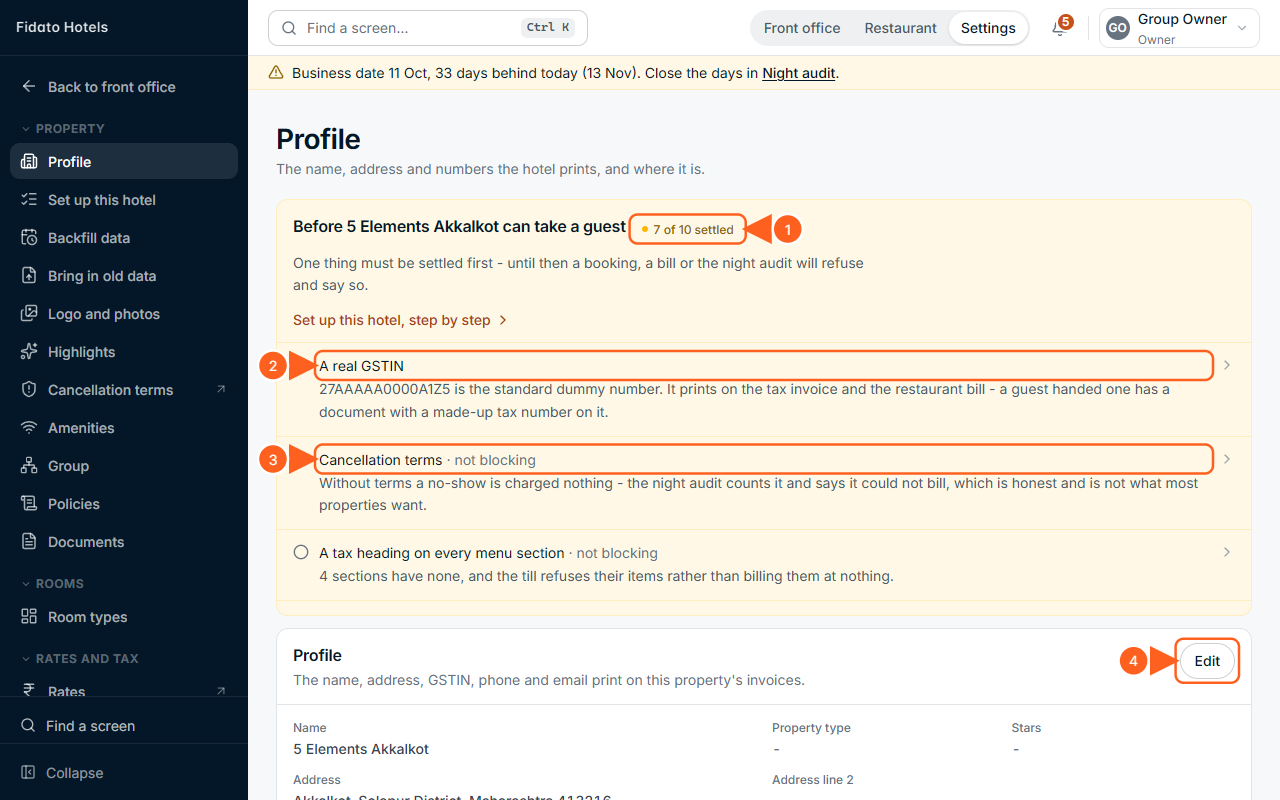 Fidato Hotels
Find a screen... Ctrl K
Front office Restaurant Settings
5
GO Group Owner
Owner
Business date 11 Oct, 33 days behind today (13 Nov). Close the days in Night audit.
Back to front office
PROPERTY
Profile
Set up this hotel
Backfill data
Bring in old data
Logo and photos
Highlights
Cancellation terms
Amenities
Group
Policies
Documents
ROOMS
Room types
RATES AND TAX
Rates
Find a screen
Collapse
Profile
The name, address and numbers the hotel prints, and where it is.
Before 5 Elements Akkalkot can take a guest 7 of 10 settled 1
One thing must be settled first - until then a booking, a bill or the night audit will refuse
and say so.
Set up this hotel, step by step
2 A real GSTIN
27AAAAA0000A1Z5 is the standard dummy number. It prints on the tax invoice and the restaurant bill - a guest handed one has a
document with a made-up tax number on it.
3 Cancellation terms · not blocking
Without terms a no-show is charged nothing - the night audit counts it and says it could not bill, which is honest and is not what most
properties want.
A tax heading on every menu section · not blocking
4 sections have none, and the till refuses their items rather than billing them at nothing.
Profile
4 Edit
The name, address, GSTIN, phone and email print on this property's invoices.
Name Property type Stars
5 Elements Akkalkot - -
Address Address line 2
Akkalkot, Solapur District, Maharashtra 413216